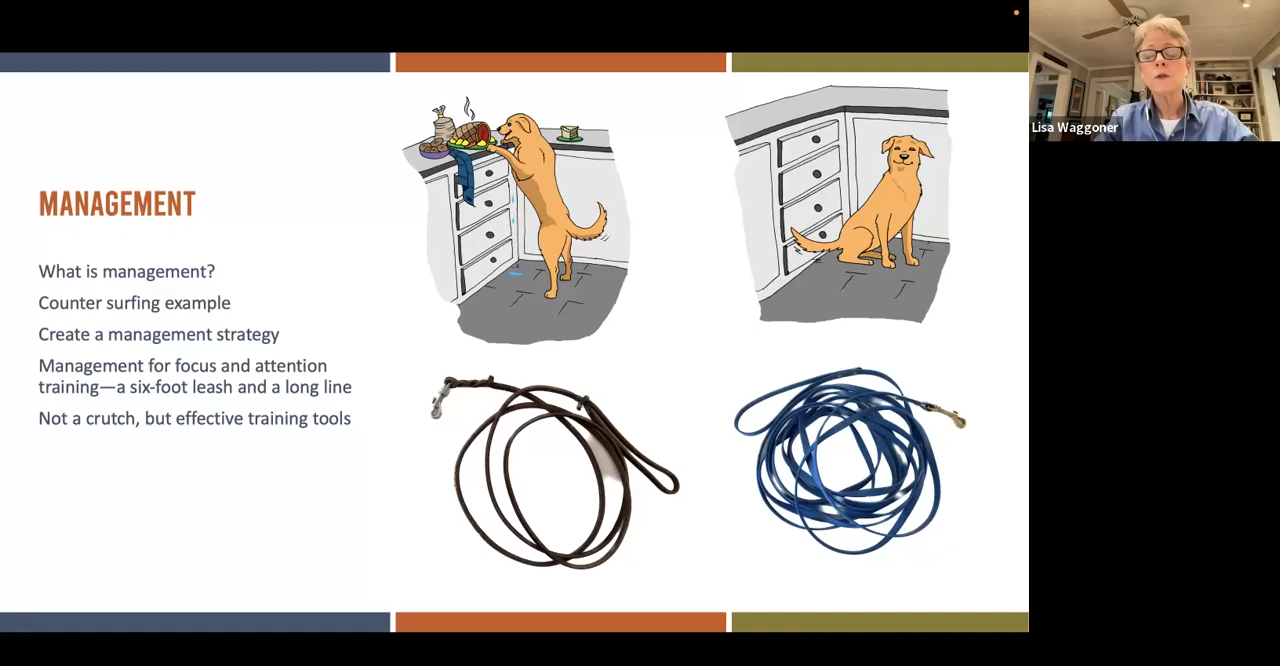 Lisa Waggoner
MANAGEMENT
What is management?
Counter surfing example
Create a management strategy
Management for focus and attention
training—a six-foot leash and a long line
Not a crutch, but effective training tools